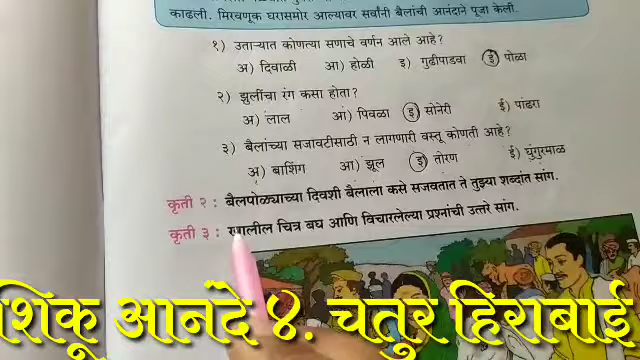 काढली. मिरवणूक घरासमोर आल्यावर सर्वांनी बैलांची आनंदाने पूजा केली.
१) उताऱ्यात कोणत्या सणाचे वर्णन आले आहे?
अ) दिवाळी आ) होळी इ) गुढीपाडवा ई) पोळा
२) झुलींचा रंग कसा होता?
अ) लाल आ) पिवळा इ) सोनेरी ई) पांढरा
३) बैलांच्या सजावटीसाठी न लागणारी वस्तू कोणती आहे?
अ) बाशिंग आ) झूल इ) तोरण ई) घुंगुरमाळ
कृती २ : बैलपोळ्याच्या दिवशी बैलाला कसे सजवतात ते तुझ्या शब्दांत सांग.
कृती ३ : खालील चित्र बघ आणि विचारलेल्या प्रश्नांची उत्तरे सांग.
शिकू आनंदे ४. चतुर हिराबाई